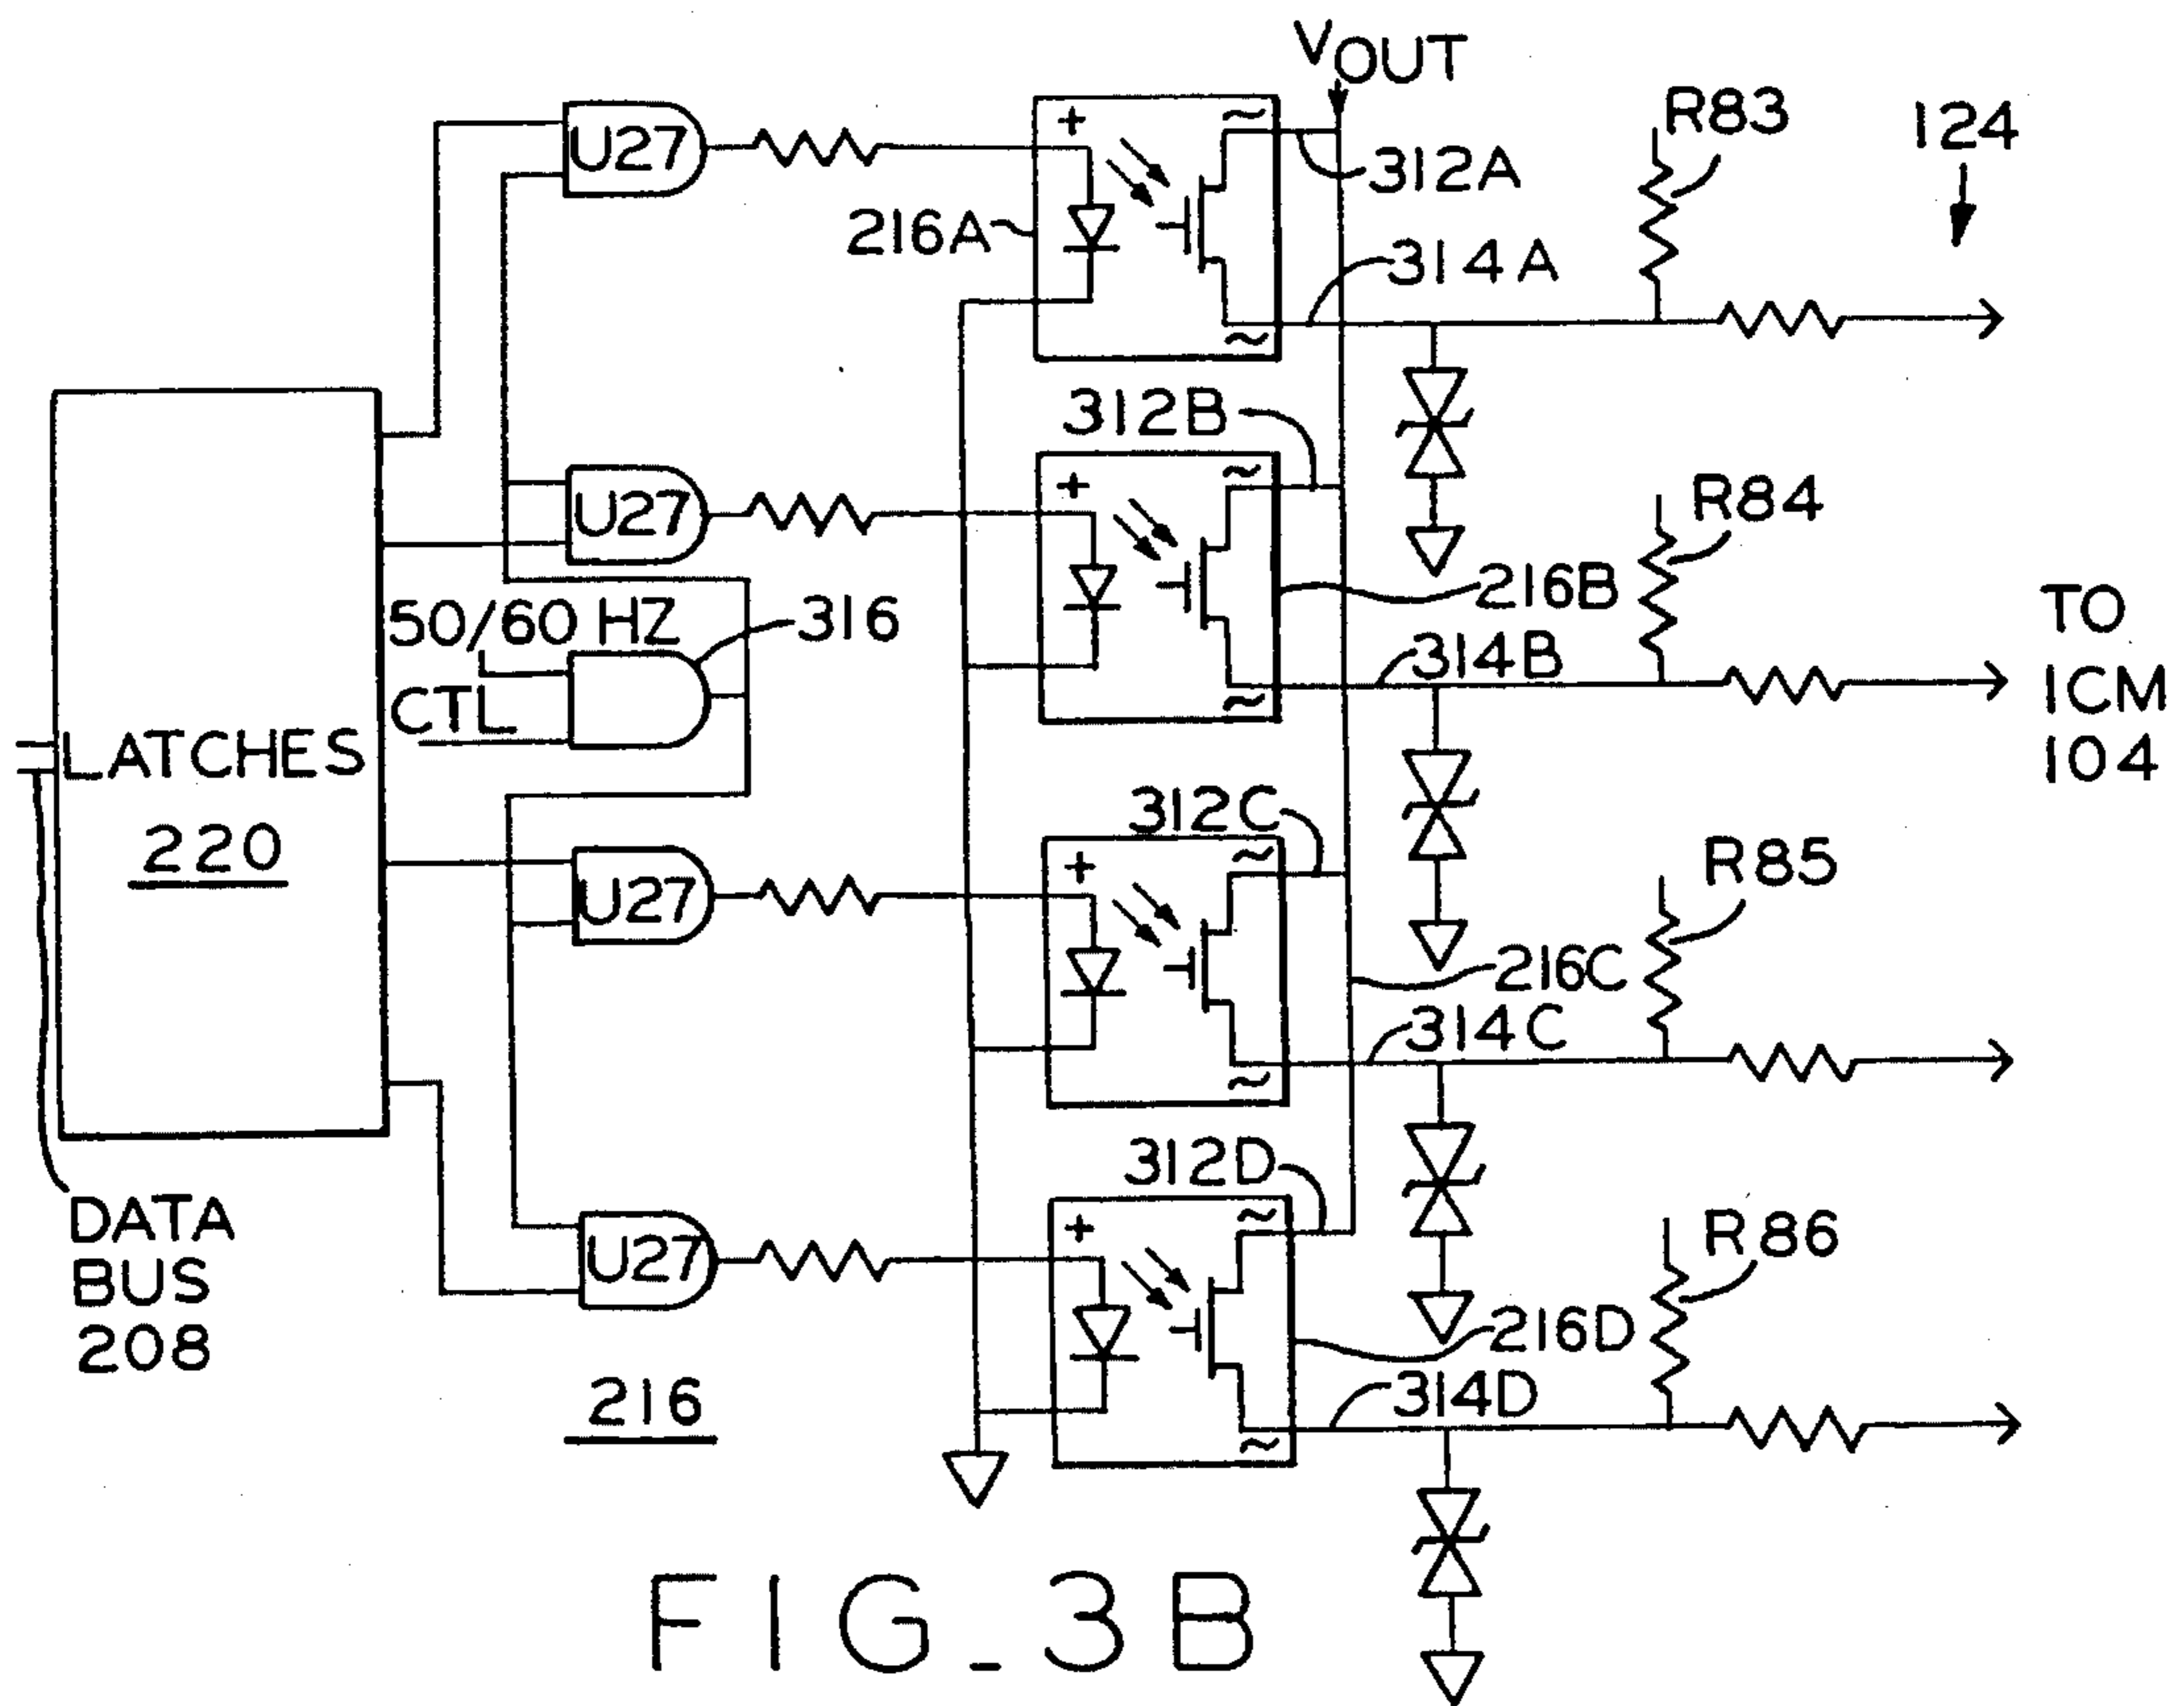 VOUT
U27
R83
124
312A
216A
314A
312B
U27
R84
216B
50/60 HZ
316
314B
TO
ICM
104
CTL
LATCHES
220
312C
U27
R85
216C
314C
312D
DATA
BUS
208
U27
R86
216D
314D
216
+
~
~
+
~
~
+
~
~
+
~
~
FIG_3B